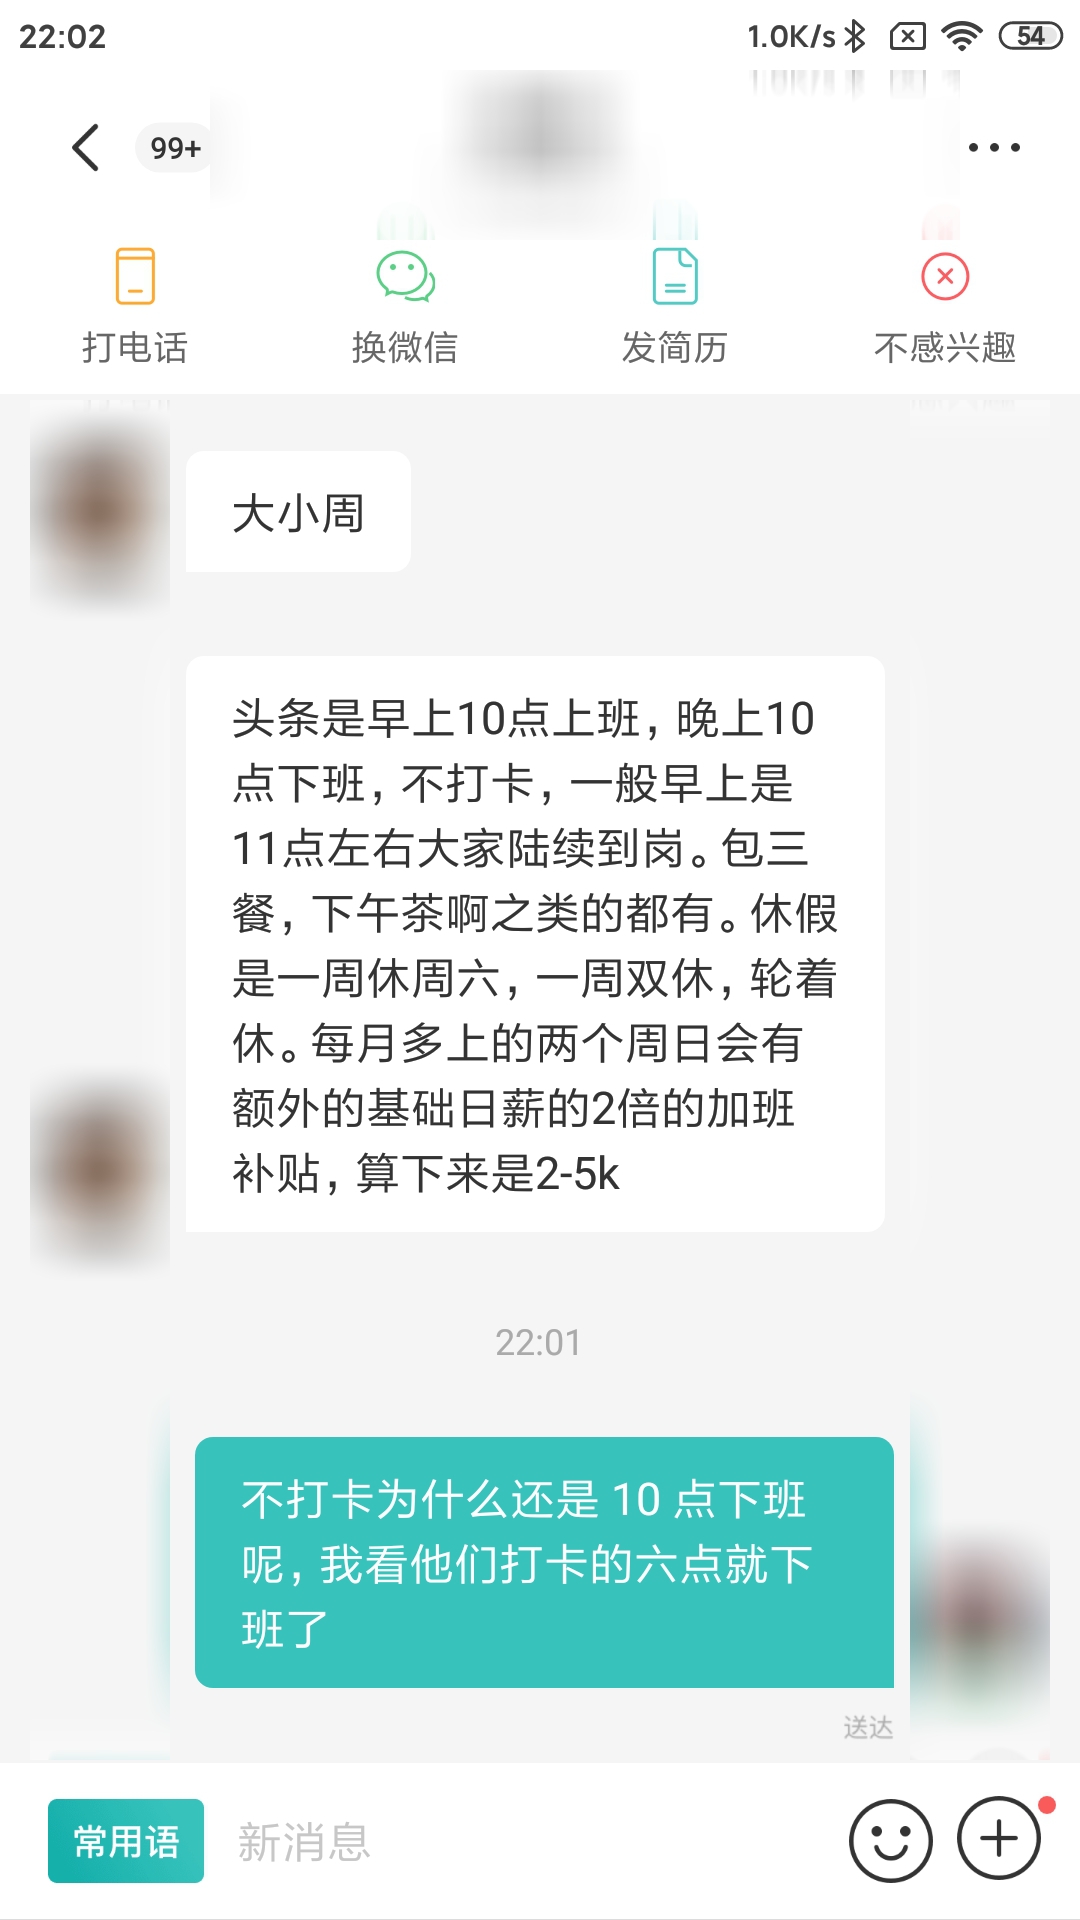 22:02
1.0K/s
54
99+
打电话
换微信
发简历
不感兴趣
大小周
头条是早上10点上班，晚上10
点下班，不打卡，一般早上是
11点左右大家陆续到岗。包三
餐，下午茶啊之类的都有。休假
是一周休周六，一周双休，轮着
休。每月多上的两个周日会有
额外的基础日薪的2倍的加班
补贴，算下来是2-5k
22:01
不打卡为什么还是 10 点下班
呢，我看他们打卡的六点就下
班了
送达
常用语
新消息